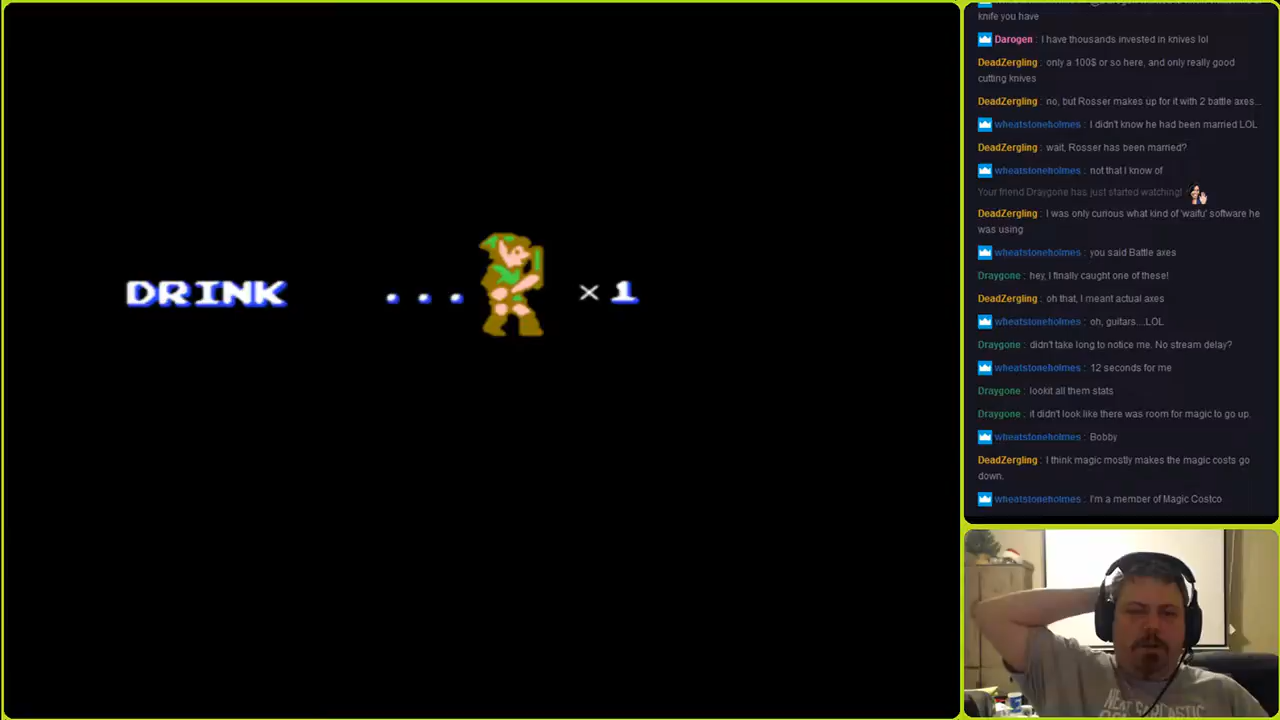 DRINK ... × 1
knife you have
Darogen : I have thousands invested in knives lol
DeadZergling : only a 100$ or so here, and only really good
cutting knives
DeadZergling : no, but Rosser makes up for it with 2 battle axes...
wheatstoneholmes : I didn't know he had been married LOL
DeadZergling : wait, Rosser has been married?
wheatstoneholmes : not that I know of
Your friend Draygone has just started watching!
DeadZergling : I was only curious what kind of 'waifu' software he
was using
wheatstoneholmes : you said Battle axes
Draygone : hey, I finally caught one of these!
DeadZergling : oh that, I meant actual axes
wheatstoneholmes : oh, guitars....LOL
Draygone : didn't take long to notice me. No stream delay?
wheatstoneholmes : 12 seconds for me
Draygone : lookit all them stats
Draygone : it didn't look like there was room for magic to go up.
wheatstoneholmes : Bobby
DeadZergling : I think magic mostly makes the magic costs go
down.
wheatstoneholmes : I'm a member of Magic Costco
SARCASTIC